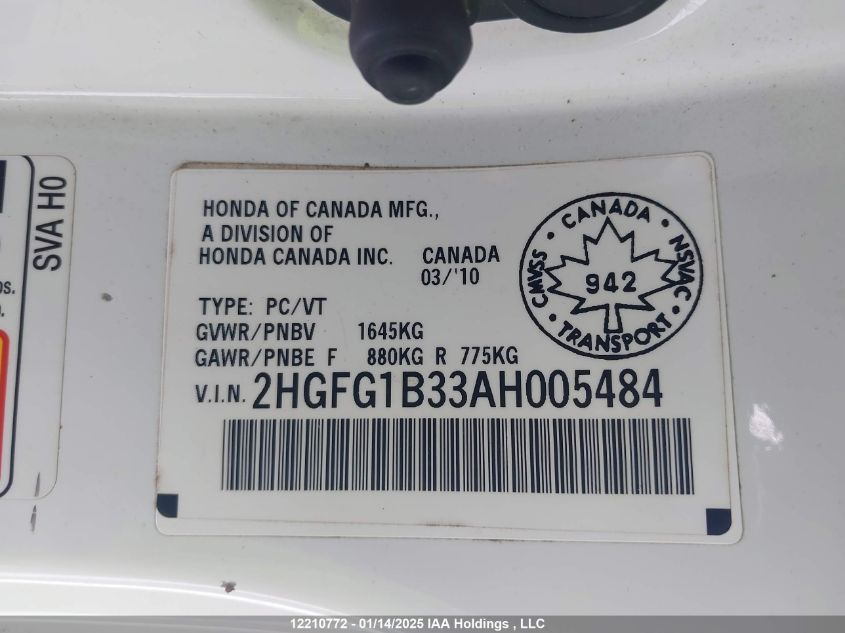 HONDA OF CANADA MFG.,
A DIVISION OF
HONDA CANADA INC. CANADA
03/'10
TYPE: PC/VT
GVWR/PNBV 1645KG
GAWR/PNBE F 880KG R 775KG
V.I.N. 2HGFG1B33AH005484
CANADA
CMVSS NSVAC
942
TRANSPORT
SVA H0
12210772 -- 01/14/2025 IAA Holdings , LLC